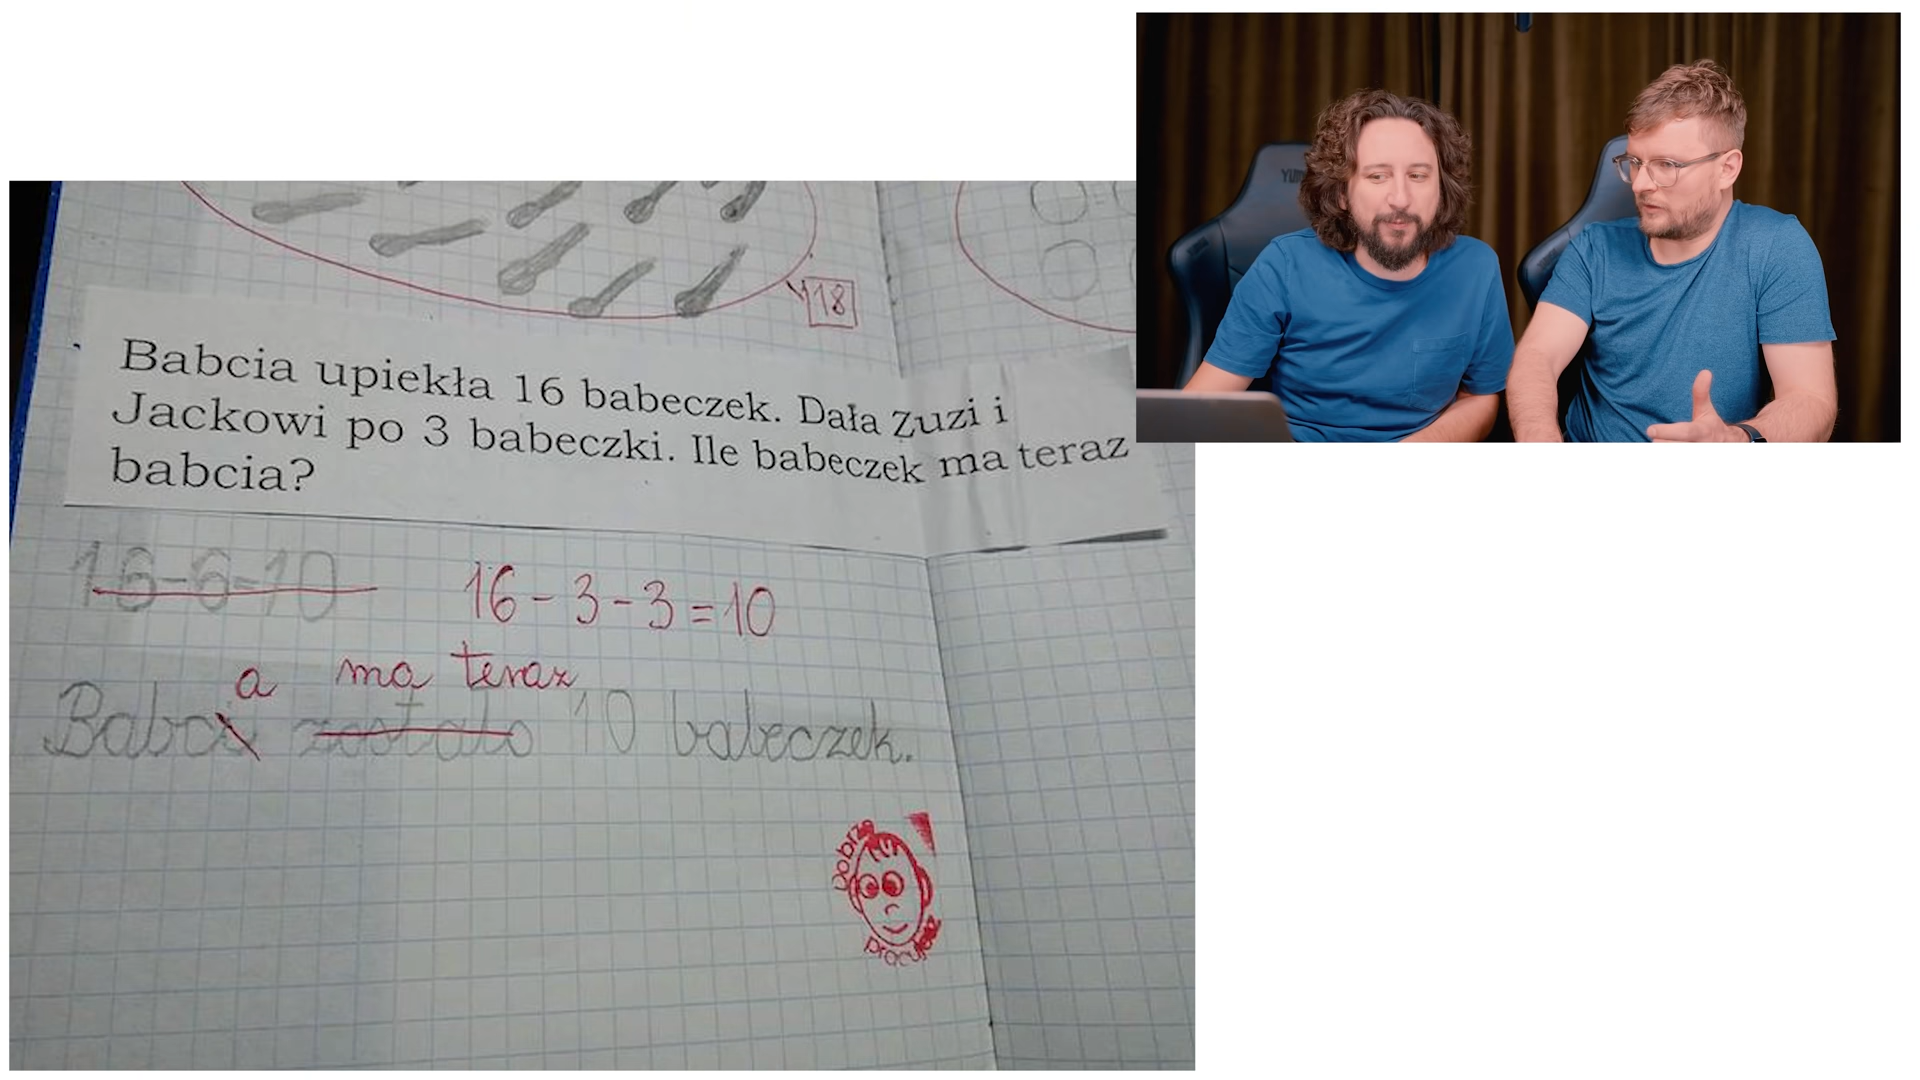 18
Babcia upiekła 16 babeczek. Dała Zuzi i
Jackowi po 3 babeczki. Ile babeczek ma teraz
babcia?
16-6=10 16-3-3=10
a ma teraz
Babci zostało 10 babeczek.
Dobrze
pracujesz